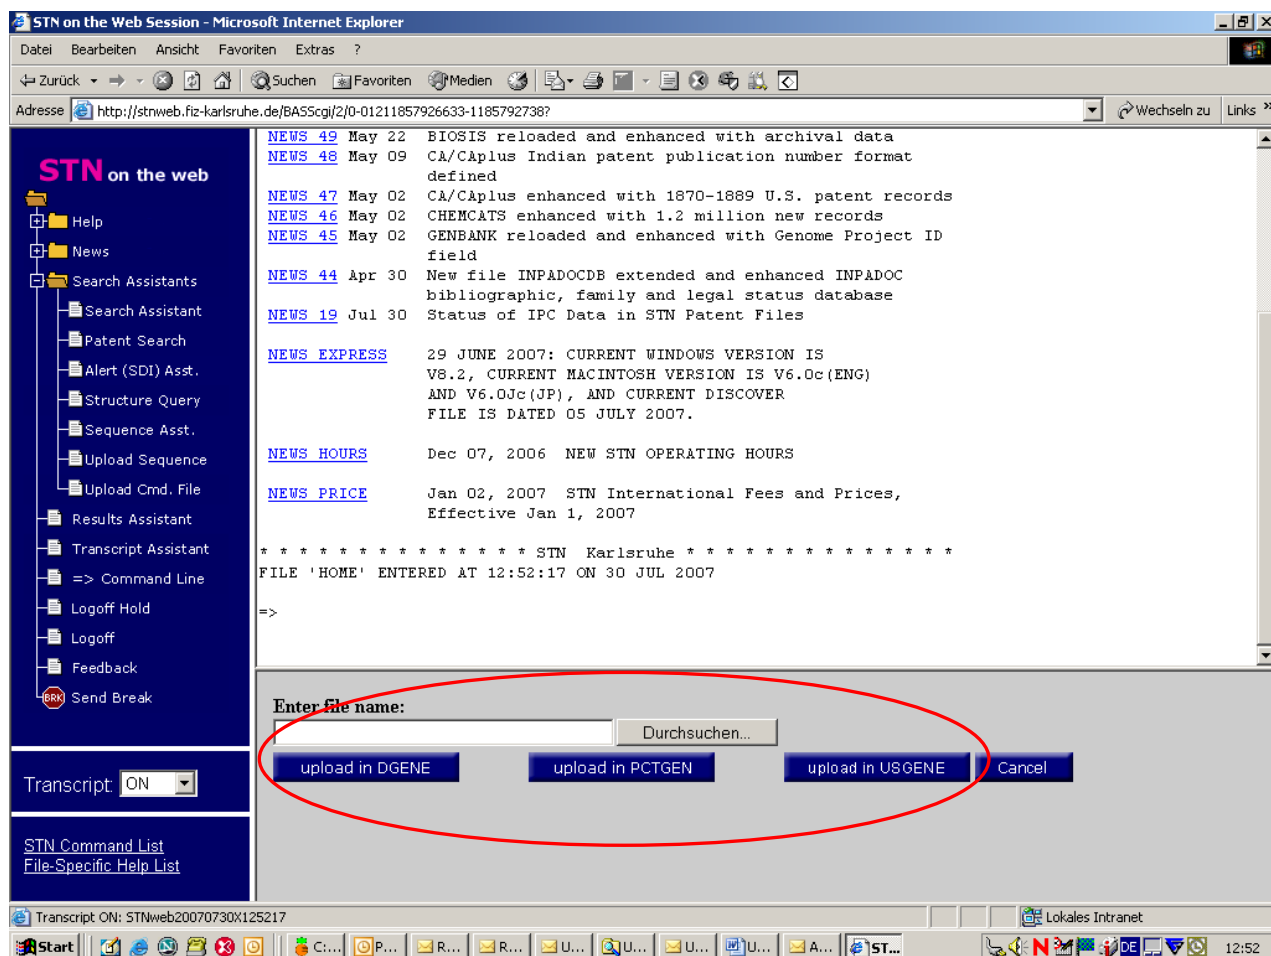 STN on the Web Session - Microsoft Internet Explorer
Datei Bearbeiten Ansicht Favoriten Extras ?
Zurück Suchen Favoriten Medien
Adresse http://stnweb.fiz-karlsruhe.de/BASScgi/2/0-01211857926633-1185792738? Wechseln zu Links »
STN on the web
Help
News
Search Assistants
Search Assistant
Patent Search
Alert (SDI) Asst.
Structure Query
Sequence Asst.
Upload Sequence
Upload Cmd. File
Results Assistant
Transcript Assistant
=> Command Line
Logoff Hold
Logoff
Feedback
BRK Send Break
Transcript: ON
STN Command List
File-Specific Help List
NEWS 49 May 22 BIOSIS reloaded and enhanced with archival data
NEWS 48 May 09 CA/CAplus Indian patent publication number format
defined
NEWS 47 May 02 CA/CAplus enhanced with 1870-1889 U.S. patent records
NEWS 46 May 02 CHEMCATS enhanced with 1.2 million new records
NEWS 45 May 02 GENBANK reloaded and enhanced with Genome Project ID
field
NEWS 44 Apr 30 New file INPADOCDB extended and enhanced INPADOC
bibliographic, family and legal status database
NEWS 19 Jul 30 Status of IPC Data in STN Patent Files
NEWS EXPRESS 29 JUNE 2007: CURRENT WINDOWS VERSION IS
V8.2, CURRENT MACINTOSH VERSION IS V6.0c(ENG)
AND V6.0Jc(JP), AND CURRENT DISCOVER
FILE IS DATED 05 JULY 2007.
NEWS HOURS Dec 07, 2006 NEW STN OPERATING HOURS
NEWS PRICE Jan 02, 2007 STN International Fees and Prices,
Effective Jan 1, 2007
* * * * * * * * * * * * * * STN Karlsruhe * * * * * * * * * * * * * *
FILE 'HOME' ENTERED AT 12:52:17 ON 30 JUL 2007
=>
Enter file name:
Durchsuchen...
upload in DGENE upload in PCTGEN upload in USGENE Cancel
Transcript ON: STNweb20070730X125217 Lokales Intranet
Start C:... P... R... R... U... U... U... U... A... ST... N DE 12:52